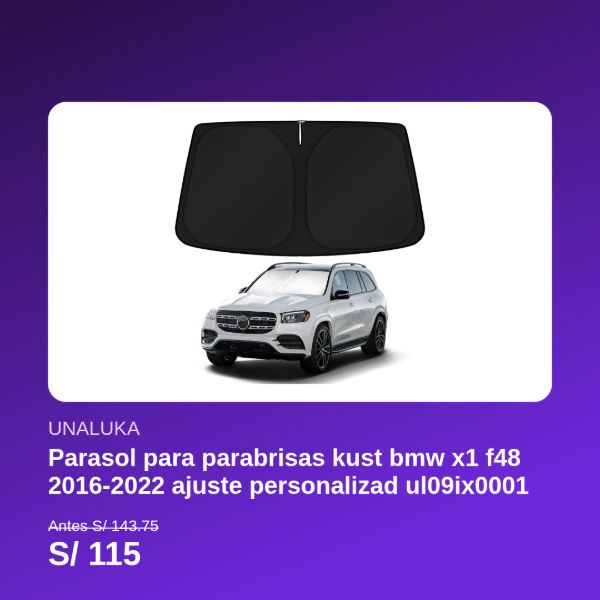 UNALUKA
Parasol para parabrisas kust bmw x1 f48
2016-2022 ajuste personalizad ul09ix0001
Antes S/ 143.75
S/ 115